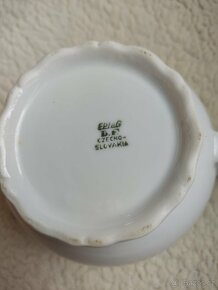 EPIAG
D.F.
CZECHO-
SLOVAKIA